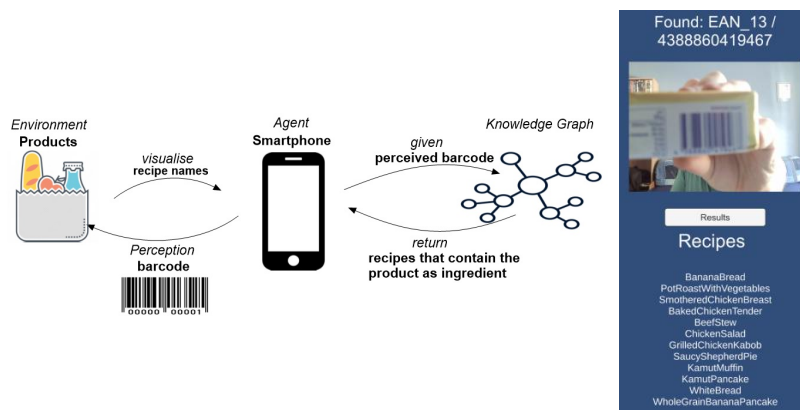 Environment
Products
visualise
recipe names
Perception
barcode
00000 00001
Agent
Smartphone
given
perceived barcode
Knowledge Graph
return
recipes that contain the
product as ingredient
Found: EAN_13 /
4388860419467
Results
Recipes
BananaBread
PotRoastWithVegetables
SmotheredChickenBreast
BakedChickenTender
BeefStew
ChickenSalad
GrilledChickenKabob
SaucyShepherdPie
KamutMuffin
KamutPancake
WhiteBread
WholeGrainBananaPancake